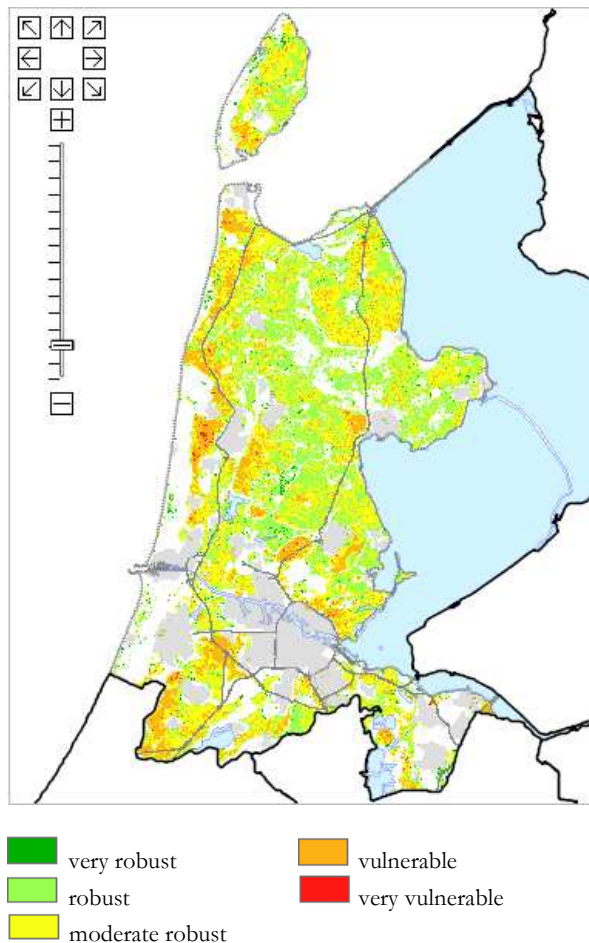 very robust
vulnerable
robust
very vulnerable
moderate robust